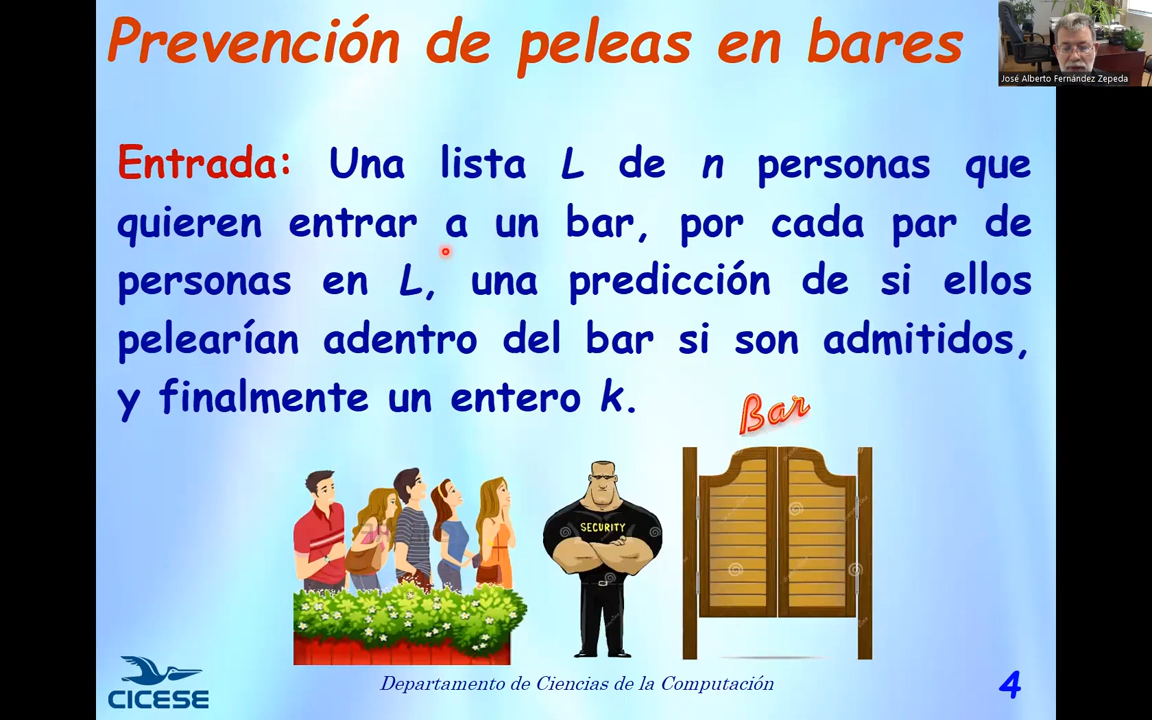 Prevención de peleas en bares
José Alberto Fernández Zepeda
Entrada: Una lista L de n personas que
quieren entrar a un bar, por cada par de
personas en L, una predicción de si ellos
pelearían adentro del bar si son admitidos,
y finalmente un entero k.
Bar
SECURITY
CICESE
Departamento de Ciencias de la Computación
4